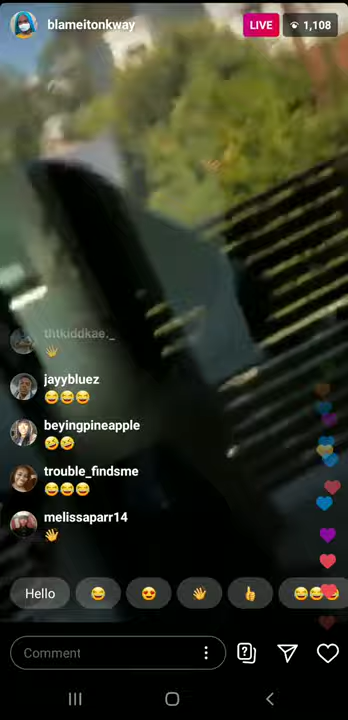 blameitonkway
LIVE
1,108
thtkiddkae._
👋
jayybluez
😂😂😂
beyingpineapple
🤣🤣
trouble_findsme
😂😂😂
melissaparr14
👋
Hello 😂 😍 👋 👍 😂😂😂
Comment